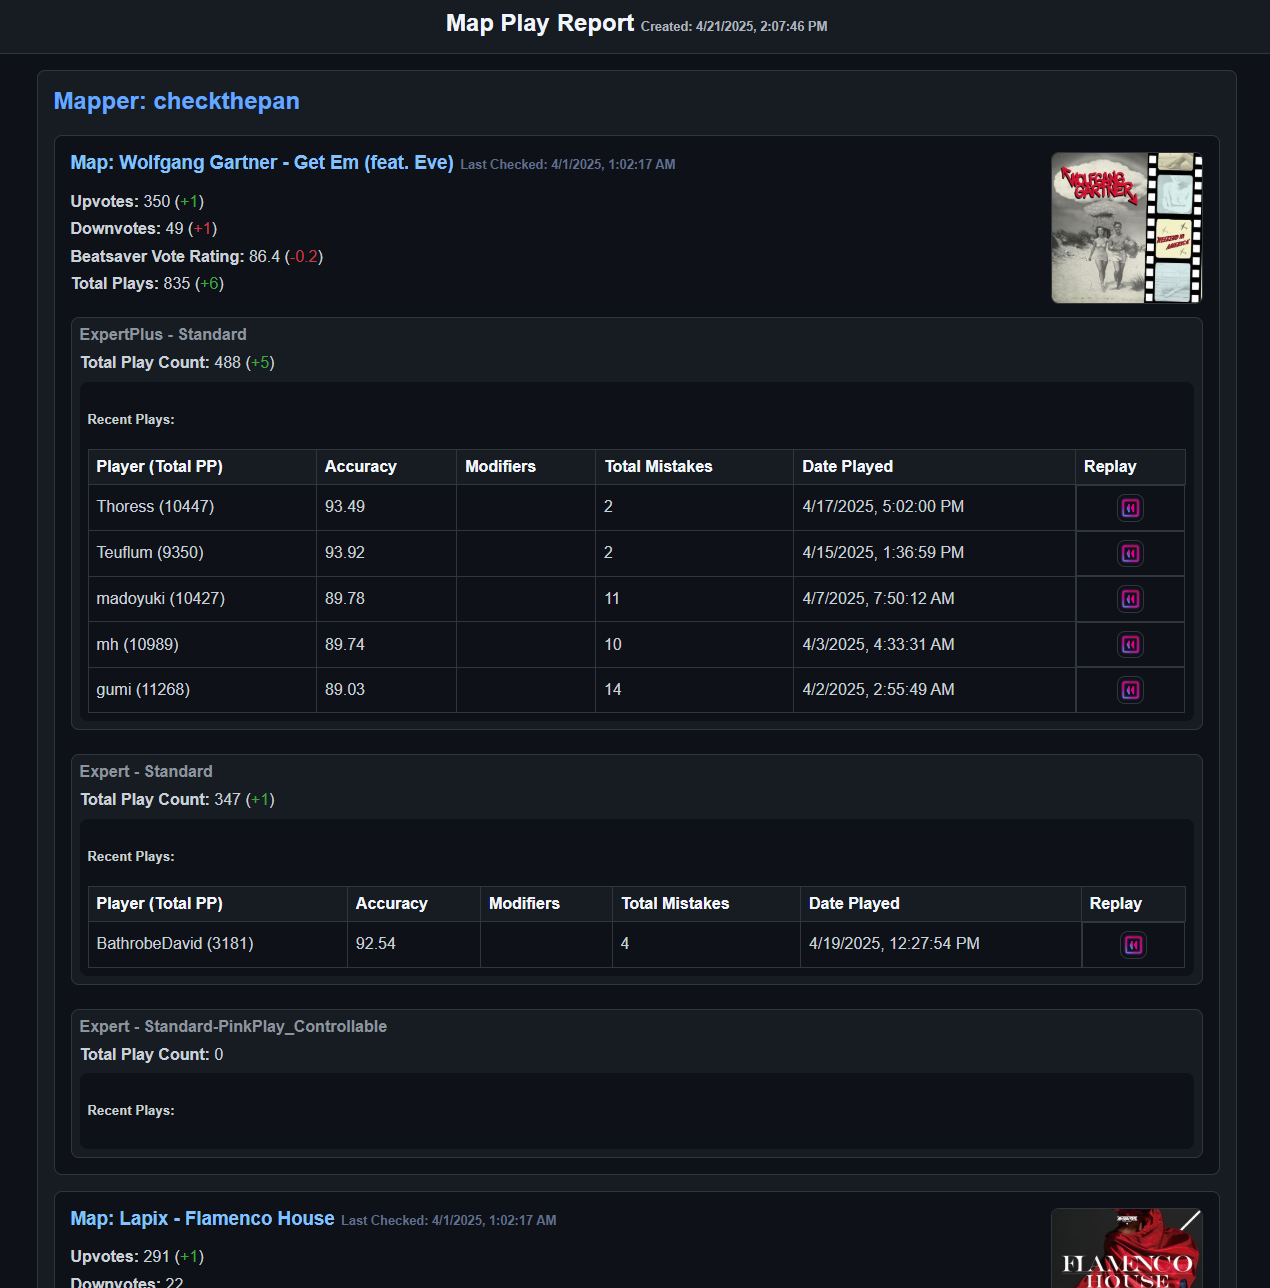 Map Play Report Created: 4/21/2025, 2:07:46 PM
Mapper: checkthepan
Map: Wolfgang Gartner - Get Em (feat. Eve) Last Checked: 4/1/2025, 1:02:17 AM
Upvotes: 350 (+1)
Downvotes: 49 (+1)
Beatsaver Vote Rating: 86.4 (-0.2)
Total Plays: 835 (+6)
WOLFGANG
GARTNER
WEEKEND IN
AMERICA
ExpertPlus - Standard
Total Play Count: 488 (+5)
Recent Plays:
Player (Total PP) Accuracy Modifiers Total Mistakes Date Played Replay
Thoress (10447) 93.49 2 4/17/2025, 5:02:00 PM
Teuflum (9350) 93.92 2 4/15/2025, 1:36:59 PM
madoyuki (10427) 89.78 11 4/7/2025, 7:50:12 AM
mh (10989) 89.74 10 4/3/2025, 4:33:31 AM
gumi (11268) 89.03 14 4/2/2025, 2:55:49 AM
Expert - Standard
Total Play Count: 347 (+1)
Recent Plays:
Player (Total PP) Accuracy Modifiers Total Mistakes Date Played Replay
BathrobeDavid (3181) 92.54 4 4/19/2025, 12:27:54 PM
Expert - Standard-PinkPlay_Controllable
Total Play Count: 0
Recent Plays:
Map: Lapix - Flamenco House Last Checked: 4/1/2025, 1:02:17 AM
Upvotes: 291 (+1)
Downvotes: 22
FLAMENCO
HOUSE